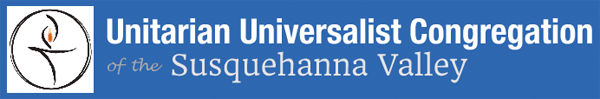 Unitarian Universalist Congregation
of the Susquehanna Valley